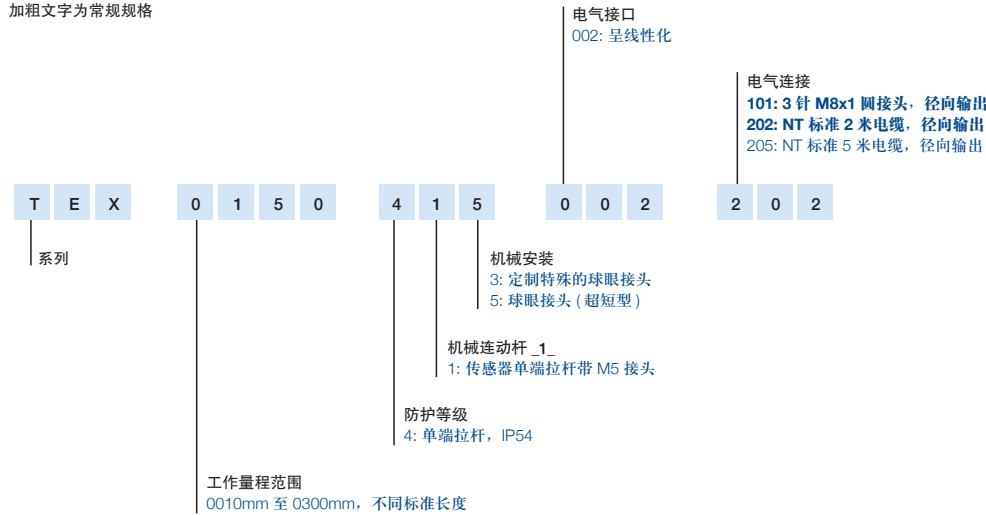 加粗文字为常规规格
电气接口
002: 呈线性化
电气连接
101: 3 针 M8x1 圆接头，径向输出
202: NT 标准 2 米电缆，径向输出
205: NT 标准 5 米电缆，径向输出
T E X 0 1 5 0 4 1 5 0 0 2 2 0 2
系列
机械安装
3: 定制特殊的球眼接头
5: 球眼接头 ( 超短型 )
机械连动杆 _1_
1: 传感器单端拉杆带 M5 接头
防护等级
4: 单端拉杆，IP54
工作量程范围
0010mm 至 0300mm，不同标准长度